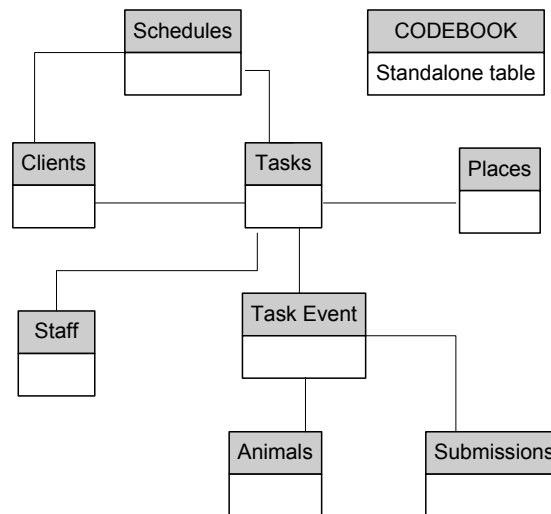 Schedules
CODEBOOK
Standalone table
Clients
Tasks
Places
Staff
Task Event
Animals
Submissions